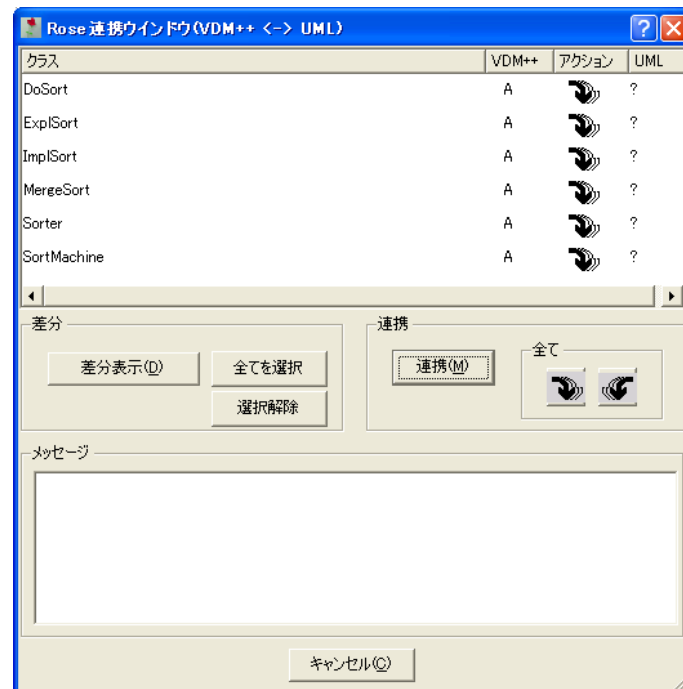 Rose 連携ウインドウ(VDM++ <-> UML)
クラス VDM++ アクション UML
DoSort A ?
ExplSort A ?
ImplSort A ?
MergeSort A ?
Sorter A ?
SortMachine A ?
差分 連携
差分表示(D) 全てを選択 連携(M) 全て
選択解除
メッセージ
キャンセル(C)